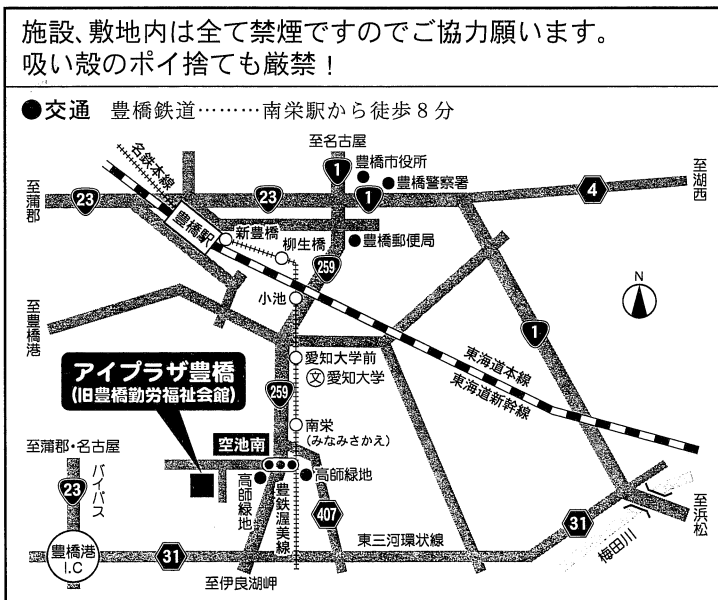 施設、敷地内は全て禁煙ですのでご協力願います。
吸い殻のポイ捨ても厳禁！
●交通　豊橋鉄道………南栄駅から徒歩８分
至名古屋
名鉄本線
1
豊橋市役所
豊橋警察署
至湖西
至蒲郡
23
23
1
4
豊橋駅
新豊橋
柳生橋
豊橋郵便局
259
小池
N
至豊橋港
1
愛知大学前
文 愛知大学
東海道本線
東海道新幹線
アイプラザ豊橋
(旧豊橋勤労福祉会館)
259
南栄
(みなみさかえ)
空池南
至蒲郡・名古屋
23
バイパス
高師緑地
豊鉄渥美線
高師緑地
407
至浜松
豊橋港
I.C
31
東三河環状線
31
梅田川
至伊良湖岬